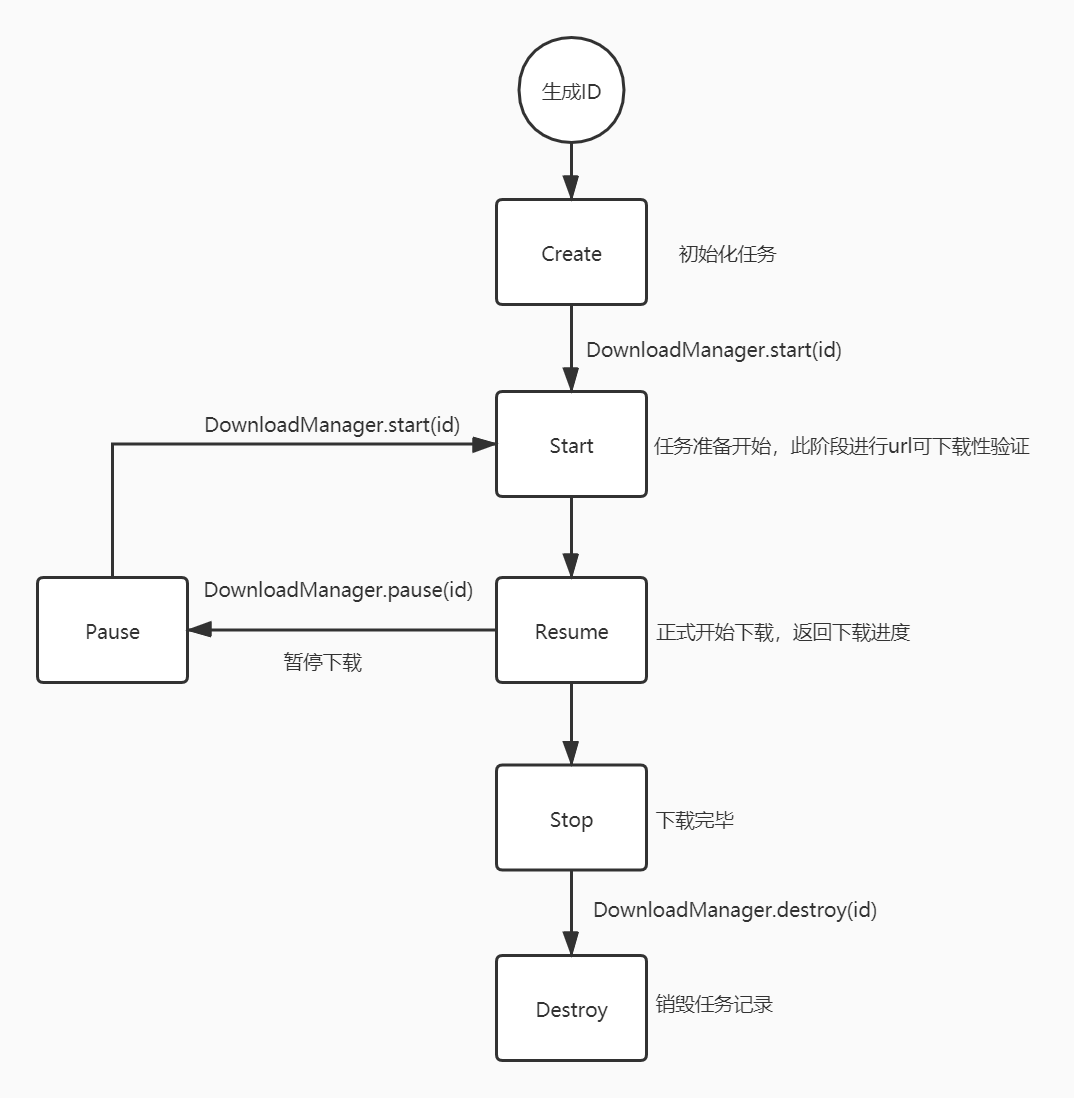 生成ID
Create
初始化任务
DownloadManager.start(id)
DownloadManager.start(id)
Start
任务准备开始，此阶段进行url可下载性验证
DownloadManager.pause(id)
Pause
Resume
正式开始下载，返回下载进度
暂停下载
Stop
下载完毕
DownloadManager.destroy(id)
Destroy
销毁任务记录